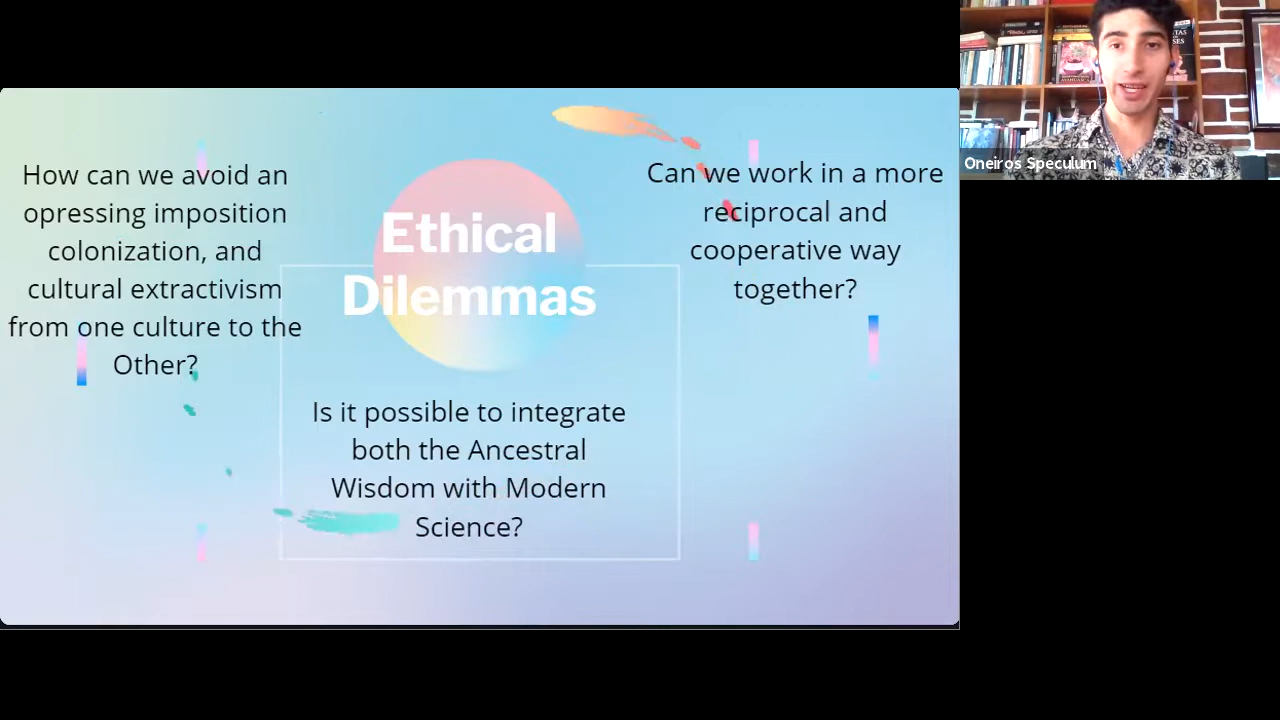 How can we avoid an
opressing imposition
colonization, and
cultural extractivism
from one culture to the
Other?
Ethical
Dilemmas
Is it possible to integrate
both the Ancestral
Wisdom with Modern
Science?
Can we work in a more
reciprocal and
cooperative way
together?
Oneiros Speculum